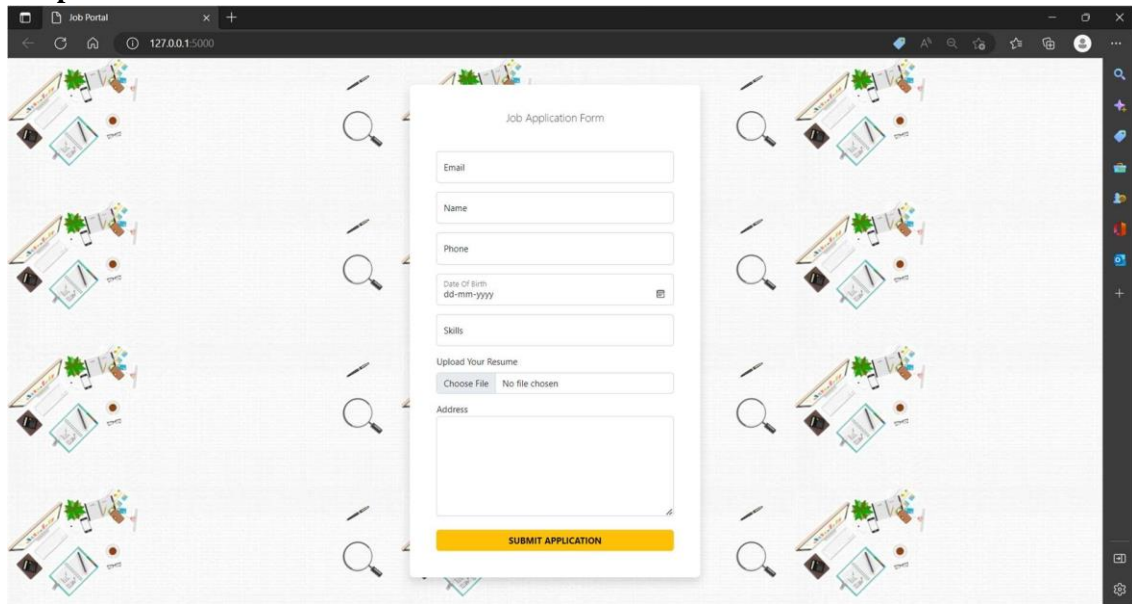 Job Portal
127.0.0.1:5000
Job Application Form
Email
Name
Phone
Date Of Birth
dd-mm-yyyy
Skills
Upload Your Resume
Choose File No file chosen
Address
SUBMIT APPLICATION